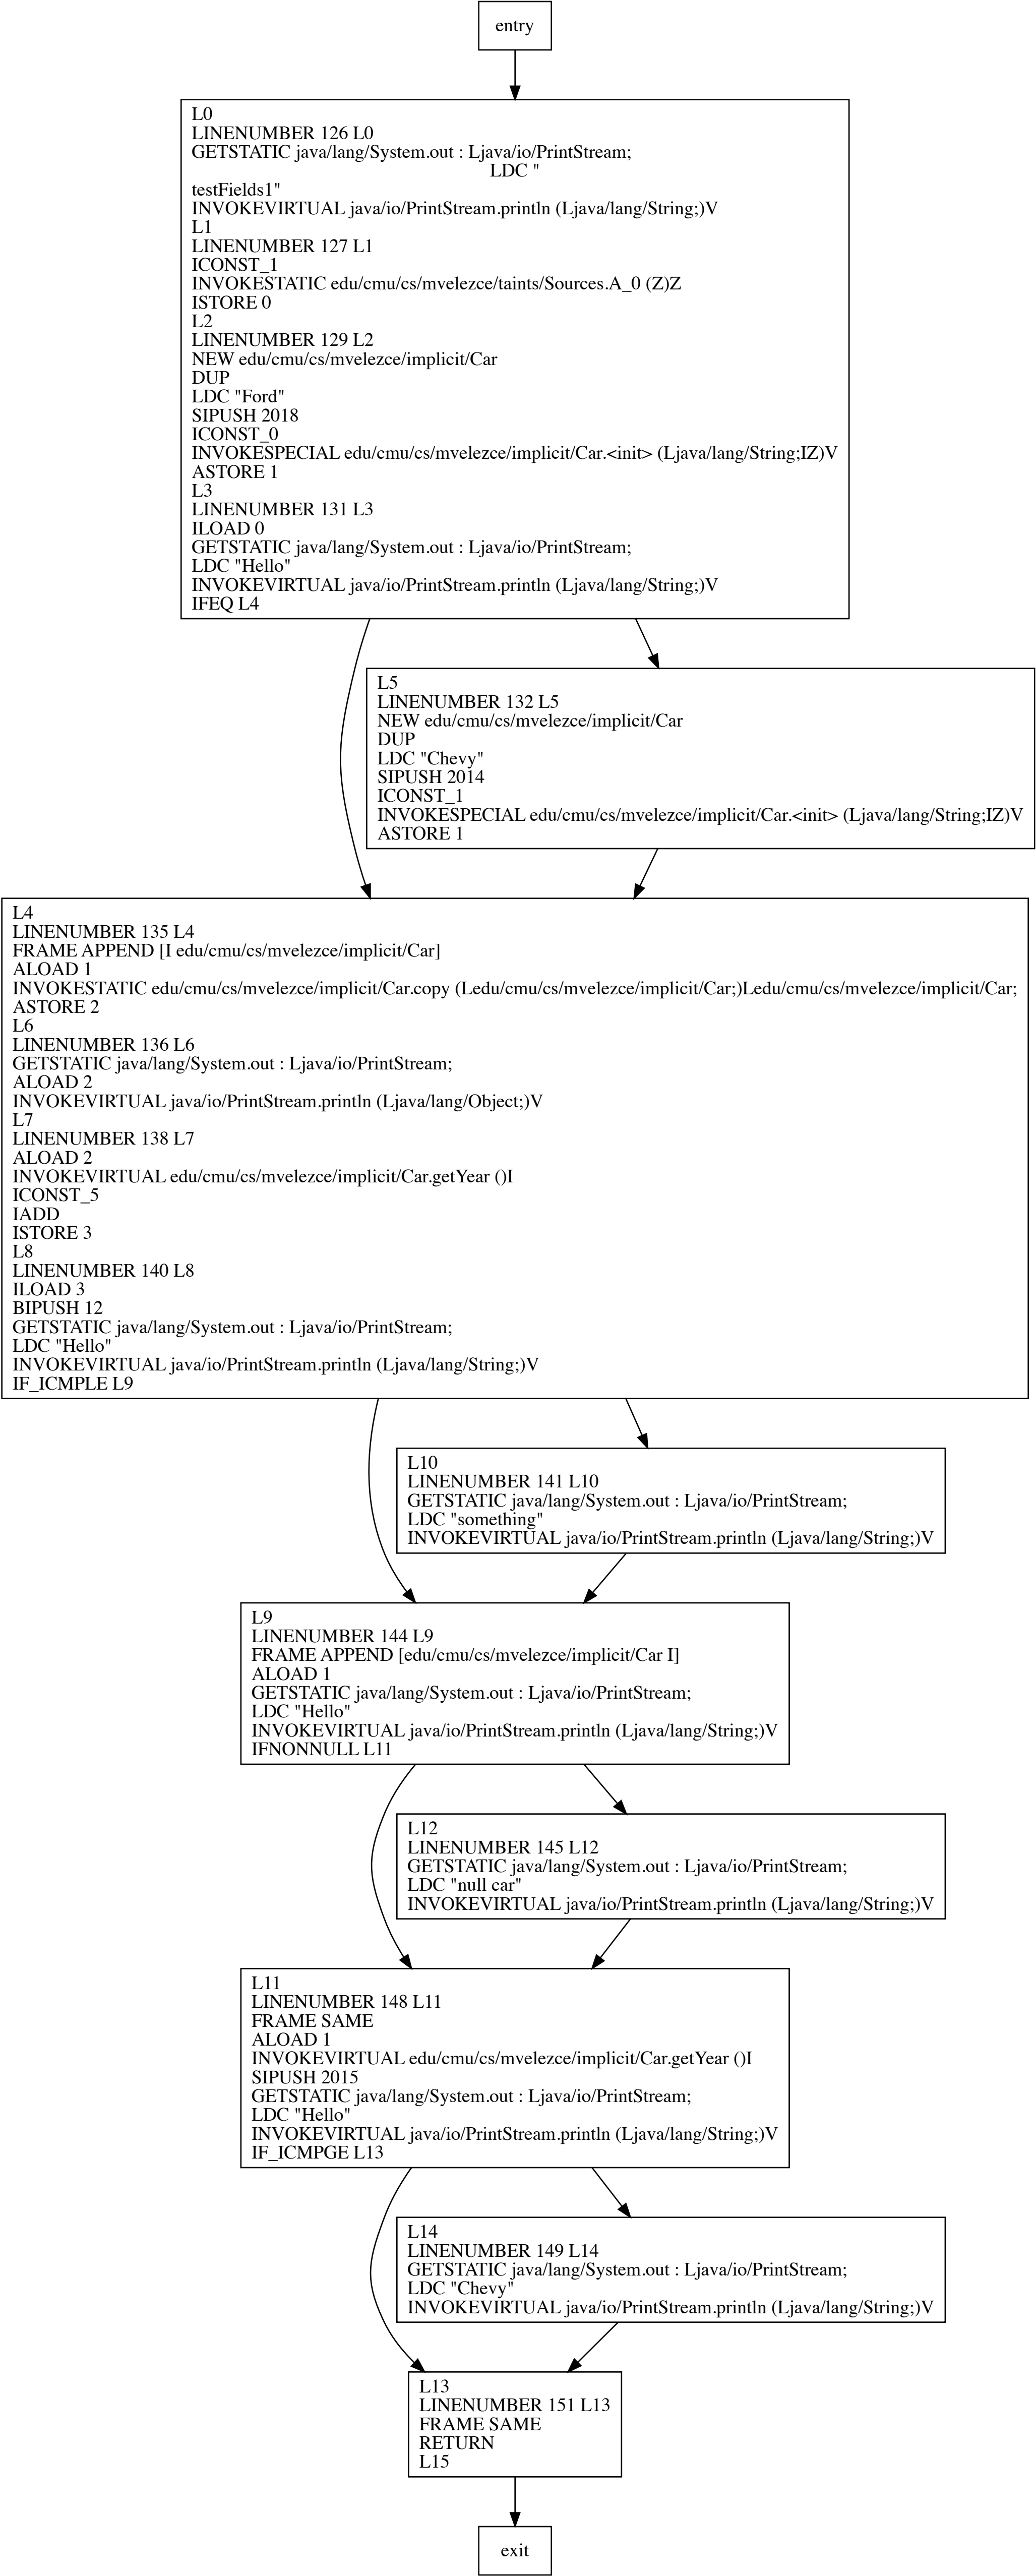 entry
L0
LINENUMBER 126 L0
GETSTATIC java/lang/System.out : Ljava/io/PrintStream;
LDC "
testFields1"
INVOKEVIRTUAL java/io/PrintStream.println (Ljava/lang/String;)V
L1
LINENUMBER 127 L1
ICONST_1
INVOKESTATIC edu/cmu/cs/mvelezce/taints/Sources.A_0 (Z)Z
ISTORE 0
L2
LINENUMBER 129 L2
NEW edu/cmu/cs/mvelezce/implicit/Car
DUP
LDC "Ford"
SIPUSH 2018
ICONST_0
INVOKESPECIAL edu/cmu/cs/mvelezce/implicit/Car.<init> (Ljava/lang/String;IZ)V
ASTORE 1
L3
LINENUMBER 131 L3
ILOAD 0
GETSTATIC java/lang/System.out : Ljava/io/PrintStream;
LDC "Hello"
INVOKEVIRTUAL java/io/PrintStream.println (Ljava/lang/String;)V
IFEQ L4
L5
LINENUMBER 132 L5
NEW edu/cmu/cs/mvelezce/implicit/Car
DUP
LDC "Chevy"
SIPUSH 2014
ICONST_1
INVOKESPECIAL edu/cmu/cs/mvelezce/implicit/Car.<init> (Ljava/lang/String;IZ)V
ASTORE 1
L4
LINENUMBER 135 L4
FRAME APPEND [I edu/cmu/cs/mvelezce/implicit/Car]
ALOAD 1
INVOKESTATIC edu/cmu/cs/mvelezce/implicit/Car.copy (Ledu/cmu/cs/mvelezce/implicit/Car;)Ledu/cmu/cs/mvelezce/implicit/Car;
ASTORE 2
L6
LINENUMBER 136 L6
GETSTATIC java/lang/System.out : Ljava/io/PrintStream;
ALOAD 2
INVOKEVIRTUAL java/io/PrintStream.println (Ljava/lang/Object;)V
L7
LINENUMBER 138 L7
ALOAD 2
INVOKEVIRTUAL edu/cmu/cs/mvelezce/implicit/Car.getYear ()I
ICONST_5
IADD
ISTORE 3
L8
LINENUMBER 140 L8
ILOAD 3
BIPUSH 12
GETSTATIC java/lang/System.out : Ljava/io/PrintStream;
LDC "Hello"
INVOKEVIRTUAL java/io/PrintStream.println (Ljava/lang/String;)V
IF_ICMPLE L9
L10
LINENUMBER 141 L10
GETSTATIC java/lang/System.out : Ljava/io/PrintStream;
LDC "something"
INVOKEVIRTUAL java/io/PrintStream.println (Ljava/lang/String;)V
L9
LINENUMBER 144 L9
FRAME APPEND [edu/cmu/cs/mvelezce/implicit/Car I]
ALOAD 1
GETSTATIC java/lang/System.out : Ljava/io/PrintStream;
LDC "Hello"
INVOKEVIRTUAL java/io/PrintStream.println (Ljava/lang/String;)V
IFNONNULL L11
L12
LINENUMBER 145 L12
GETSTATIC java/lang/System.out : Ljava/io/PrintStream;
LDC "null car"
INVOKEVIRTUAL java/io/PrintStream.println (Ljava/lang/String;)V
L11
LINENUMBER 148 L11
FRAME SAME
ALOAD 1
INVOKEVIRTUAL edu/cmu/cs/mvelezce/implicit/Car.getYear ()I
SIPUSH 2015
GETSTATIC java/lang/System.out : Ljava/io/PrintStream;
LDC "Hello"
INVOKEVIRTUAL java/io/PrintStream.println (Ljava/lang/String;)V
IF_ICMPGE L13
L14
LINENUMBER 149 L14
GETSTATIC java/lang/System.out : Ljava/io/PrintStream;
LDC "Chevy"
INVOKEVIRTUAL java/io/PrintStream.println (Ljava/lang/String;)V
L13
LINENUMBER 151 L13
FRAME SAME
RETURN
L15
exit